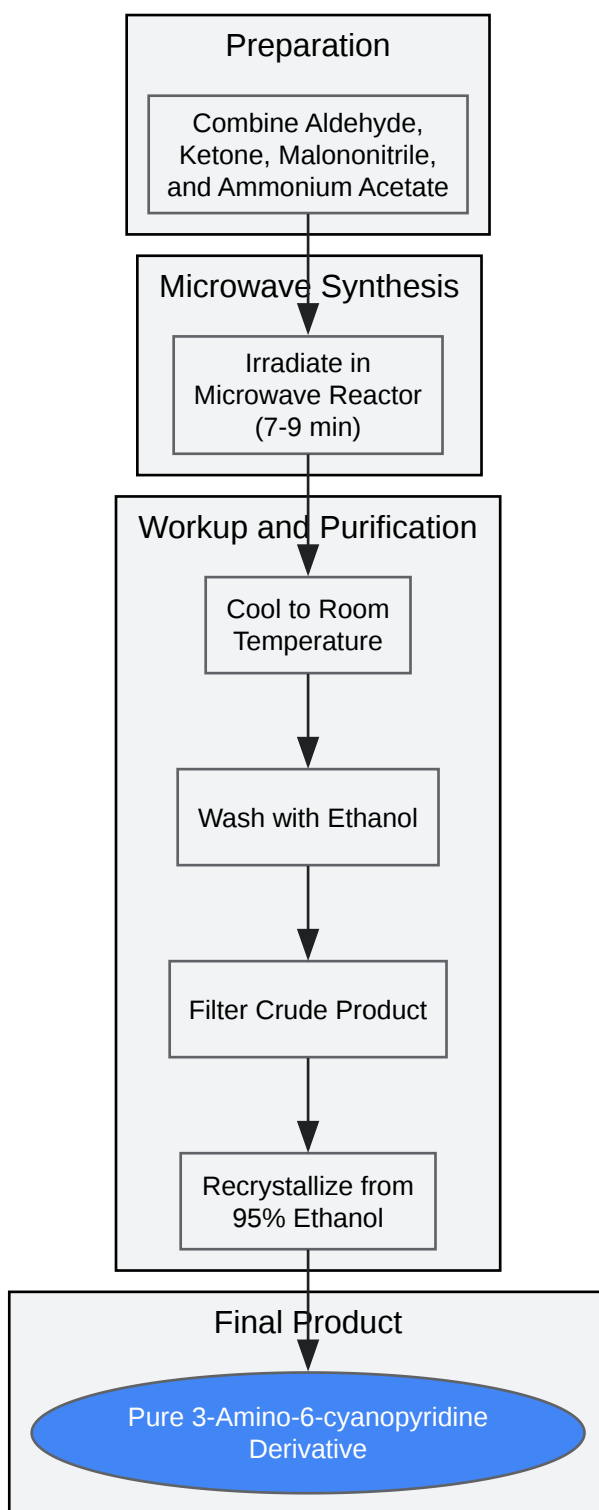 Preparation
Combine Aldehyde,
Ketone, Malononitrile,
and Ammonium Acetate
Microwave Synthesis
Irradiate in
Microwave Reactor
(7-9 min)
Workup and Purification
Cool to Room
Temperature
Wash with Ethanol
Filter Crude Product
Recrystallize from
95% Ethanol
Final Product
Pure 3-Amino-6-cyanopyridine
Derivative